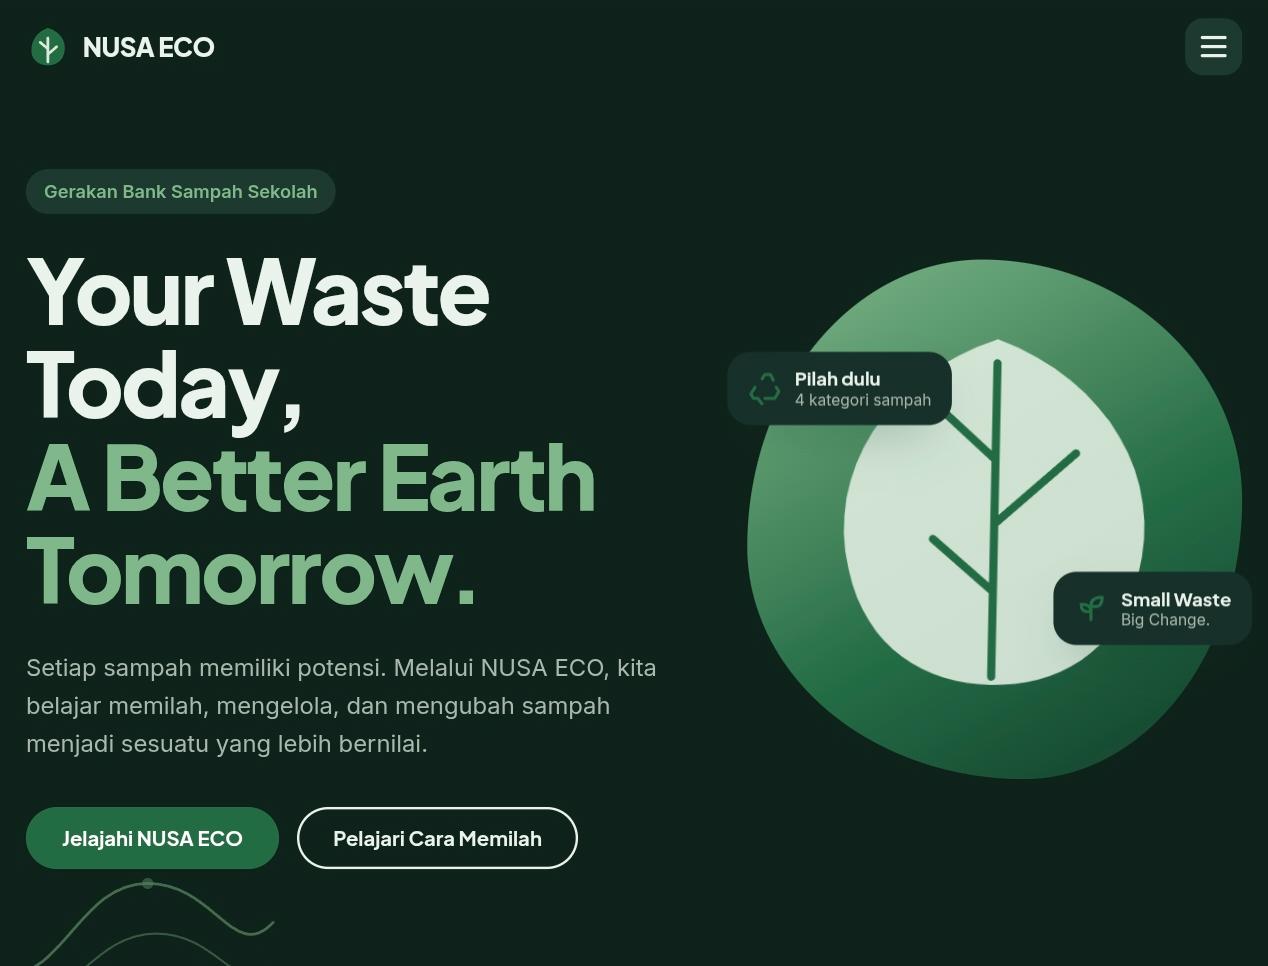 NUSA ECO
Gerakan Bank Sampah Sekolah
Your Waste
Today,
A Better Earth
Tomorrow.
Setiap sampah memiliki potensi. Melalui NUSA ECO, kita
belajar memilah, mengelola, dan mengubah sampah
menjadi sesuatu yang lebih bernilai.
Jelajahi NUSA ECO
Pelajari Cara Memilah
Pilah dulu
4 kategori sampah
Small Waste
Big Change.